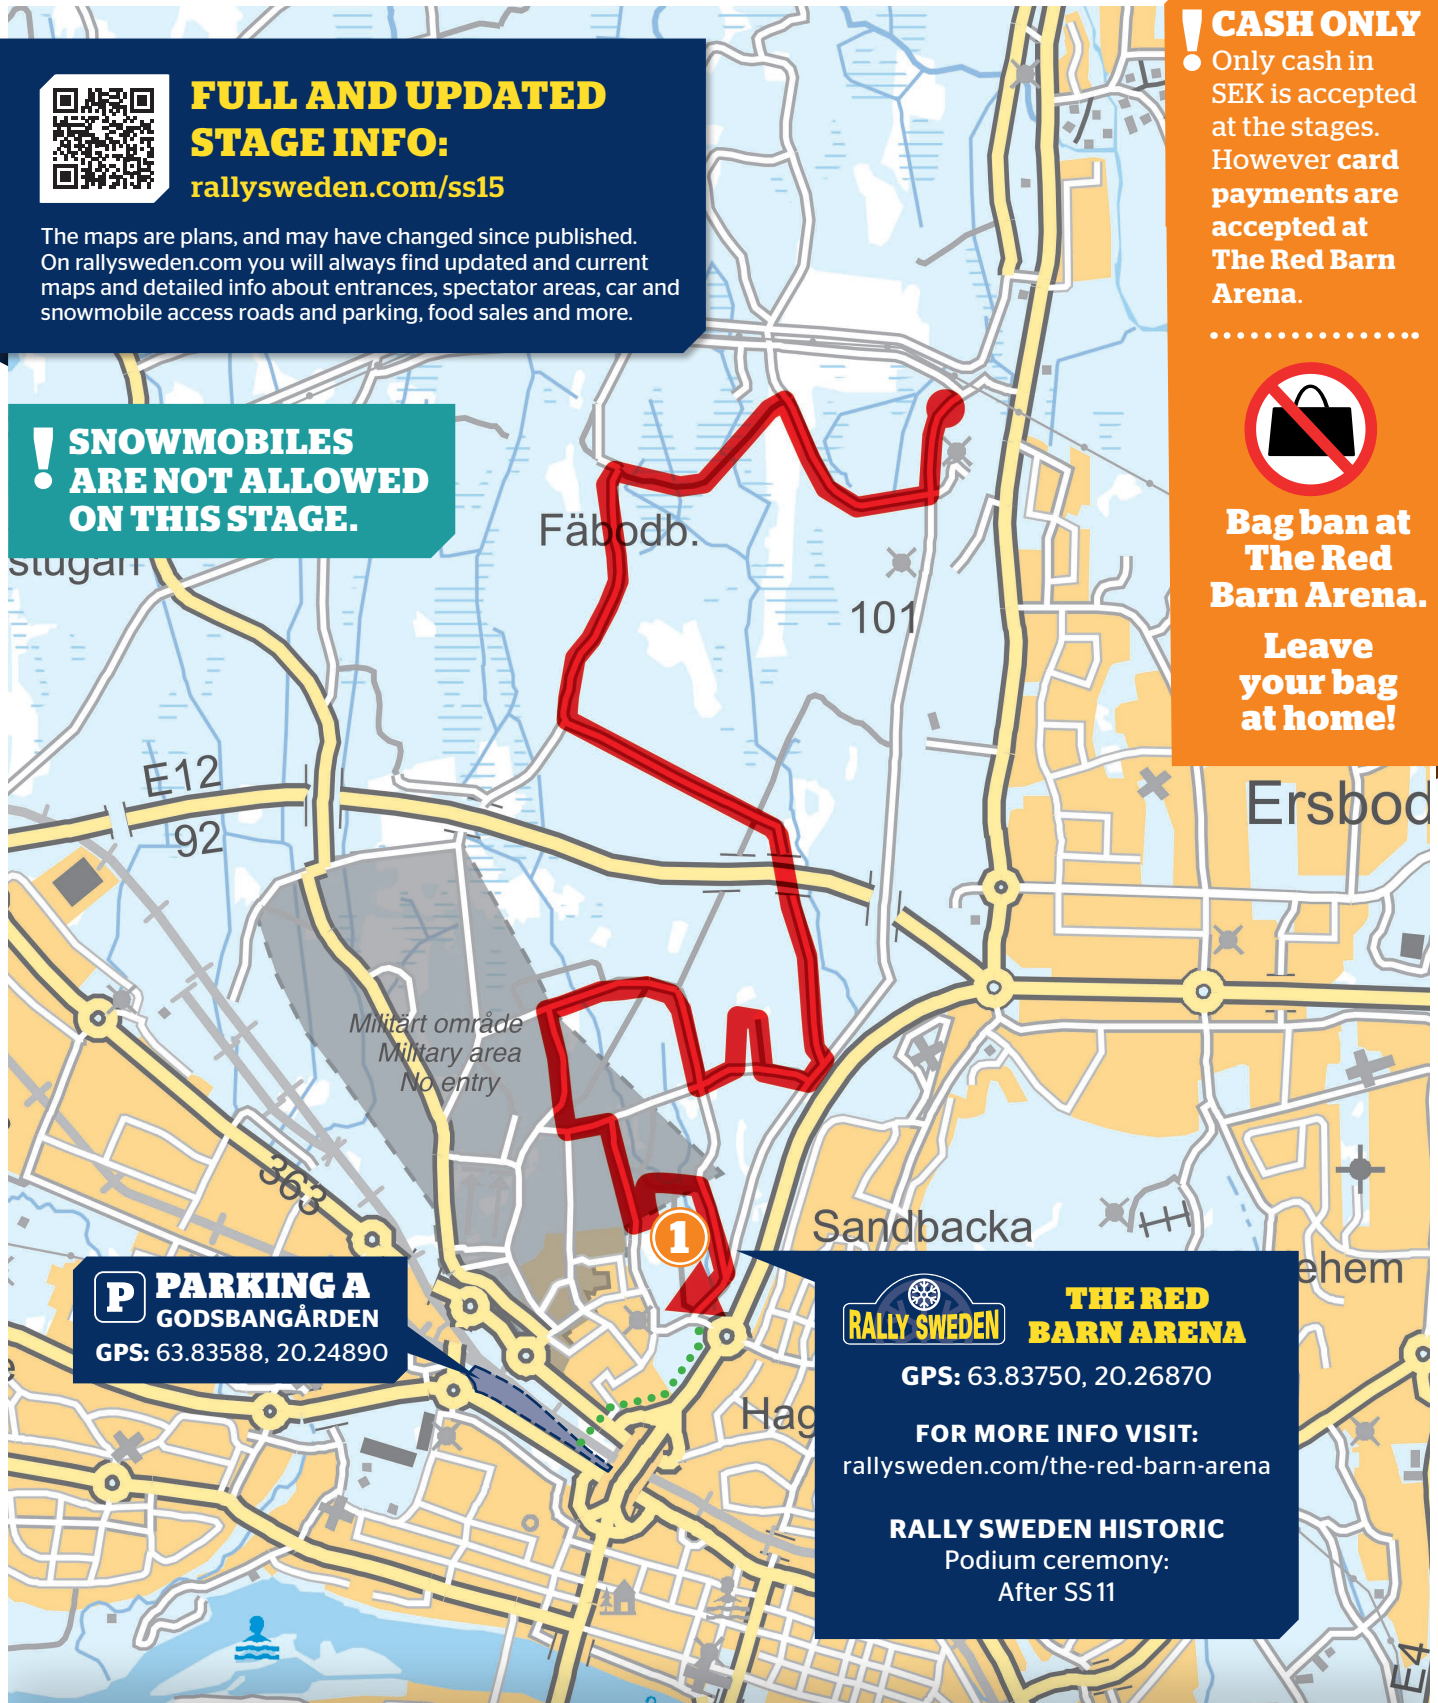 FULL AND UPDATED
STAGE INFO:
rallysweden.com/ss15
The maps are plans, and may have changed since published.
On rallysweden.com you will always find updated and current
maps and detailed info about entrances, spectator areas, car and
snowmobile access roads and parking, food sales and more.
! CASH ONLY
Only cash in
SEK is accepted
at the stages.
However card
payments are
accepted at
The Red Barn
Arena.
Bag ban at
The Red
Barn Arena.
Leave
your bag
at home!
! SNOWMOBILES
ARE NOT ALLOWED
ON THIS STAGE.
stugan
Fäbodb.
101
E12
92
Ersbod
Militärt område
Military area
No entry
363
1
Sandbacka
ehem
P PARKING A
GODSBANGÅRDEN
GPS: 63.83588, 20.24890
RALLY SWEDEN
THE RED
BARN ARENA
GPS: 63.83750, 20.26870
FOR MORE INFO VISIT:
rallysweden.com/the-red-barn-arena
RALLY SWEDEN HISTORIC
Podium ceremony:
After SS 11
Hag
E4